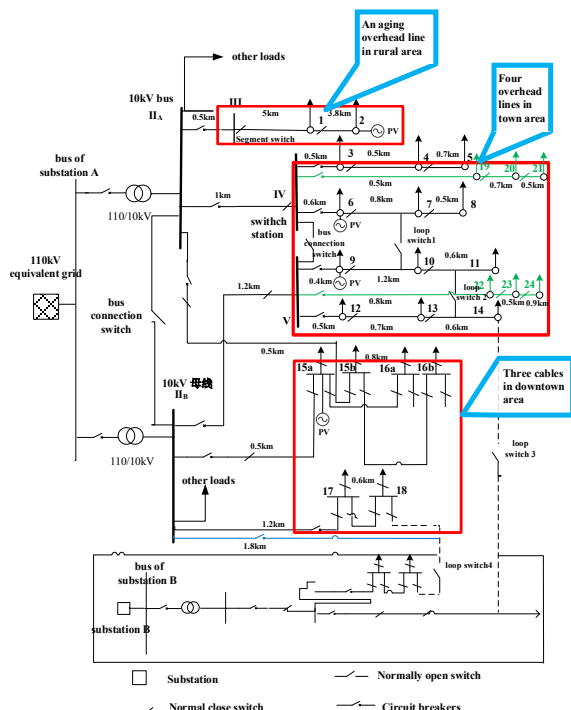 An aging
overhead line
in rural area
other loads
Four
overhead
lines in
town area
10kV bus
IIA
III
5km
3.8km
0.5km
1
2
PV
Segment switch
bus of
substation A
0.5km
3
0.5km
4
0.7km
5
19
20
21
0.5km
0.7km
0.5km
1km
IV
0.6km
6
0.8km
7
0.5km
8
110/10kV
swithch
station
bus
connection
switch
PV
loop
switch1
0.6km
110kV
equivalent grid
9
10
11
1.2km
1.2km
PV
0.4km
0.8km
loop
switch 2
22
23
24
0.5km
0.9km
bus
connection
switch
V
12
13
14
0.5km
0.7km
0.6km
0.5km
0.8km
15a
15b
16a
16b
Three cables
in downtown
area
10kV 母线
IIB
PV
0.5km
110/10kV
loop
switch 3
0.6km
17
18
other loads
1.2km
1.8km
loop
switch4
bus of
substation B
substation B
Substation
Normally open switch
Normal close switch
Circuit breakers